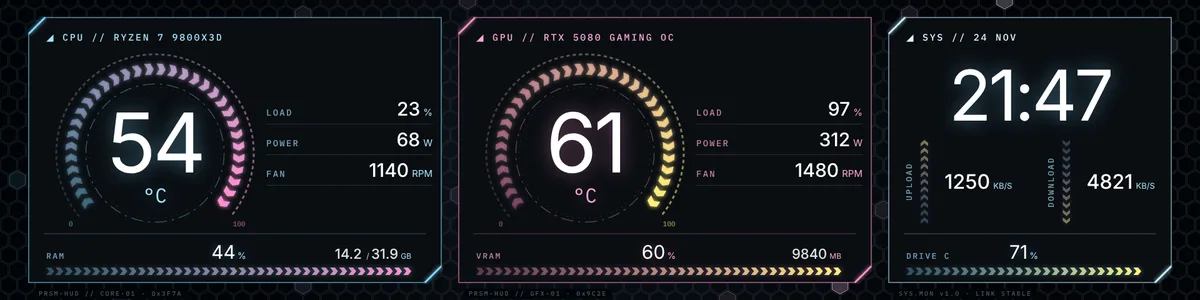 CPU // RYZEN 7 9800X3D
54
°C
0
100
LOAD 23 %
POWER 68 W
FAN 1140 RPM
RAM 44 % 14.2 / 31.9 GB
PRSM-HUD // CORE-01 · 0x3F7A
GPU // RTX 5080 GAMING OC
61
°C
0
100
LOAD 97 %
POWER 312 W
FAN 1480 RPM
VRAM 60 % 9840 MB
PRSM-HUD // GFX-01 · 0x9C2E
SYS // 24 NOV
21:47
UPLOAD 1250 KB/S
DOWNLOAD 4821 KB/S
DRIVE C 71 %
SYS.MON v1.0 · LINK STABLE